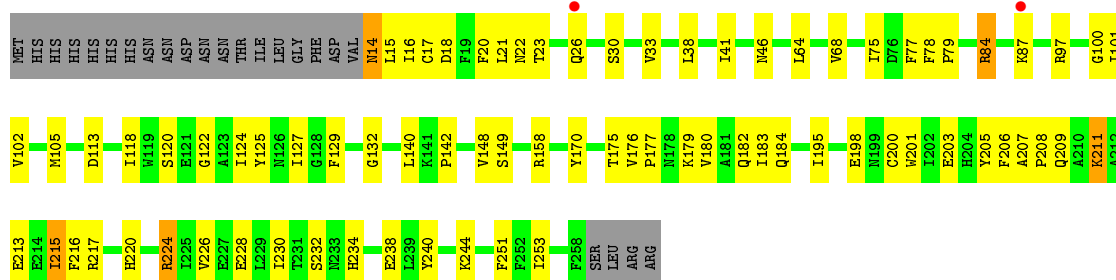 MET HIS HIS HIS HIS HIS HIS ASN ASN ASP ASN ASN THR ILE LEU GLY PHE ASP VAL N14 L15 I16 C17 D18 F19 F20 L21 N22 T23 Q26 S30 V33 L38 I41 N46 L64 V68 I75 D76 F77 F78 P79 R84 K87 R97 G100
V102 M105 D113 I118 W119 S120 E121 G122 A123 I124 Y125 N126 I127 G128 F129 G132 L140 K141 P142 V148 S149 R158 Y170 T175 V176 P177 N178 K179 V180 A181 Q182 I183 Q184 I195 E198 N199 C200 W201 I202 E203 H204 Y205 F206 A207 P208 Q209 A210 K211
E213 E214 I215 F216 R217 H220 R224 I225 V226 E227 E228 L229 I230 T231 S232 N233 H234 E238 L239 Y240 K244 F251 F252 I253 F258 SER LEU ARG ARG